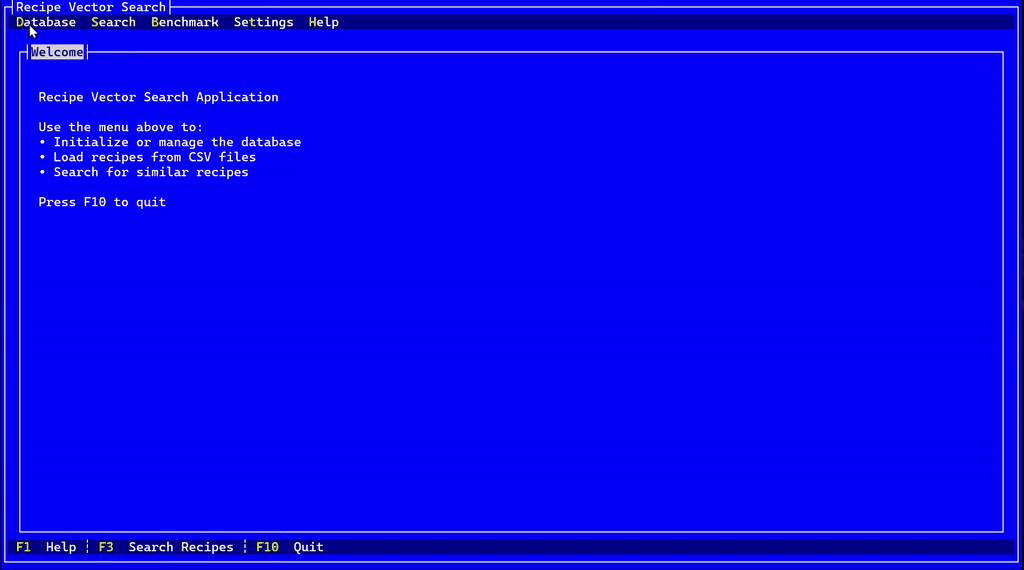 Recipe Vector Search
Database Search Benchmark Settings Help
Welcome
Recipe Vector Search Application
Use the menu above to:
• Initialize or manage the database
• Load recipes from CSV files
• Search for similar recipes
Press F10 to quit
F1 Help ¦ F3 Search Recipes ¦ F10 Quit